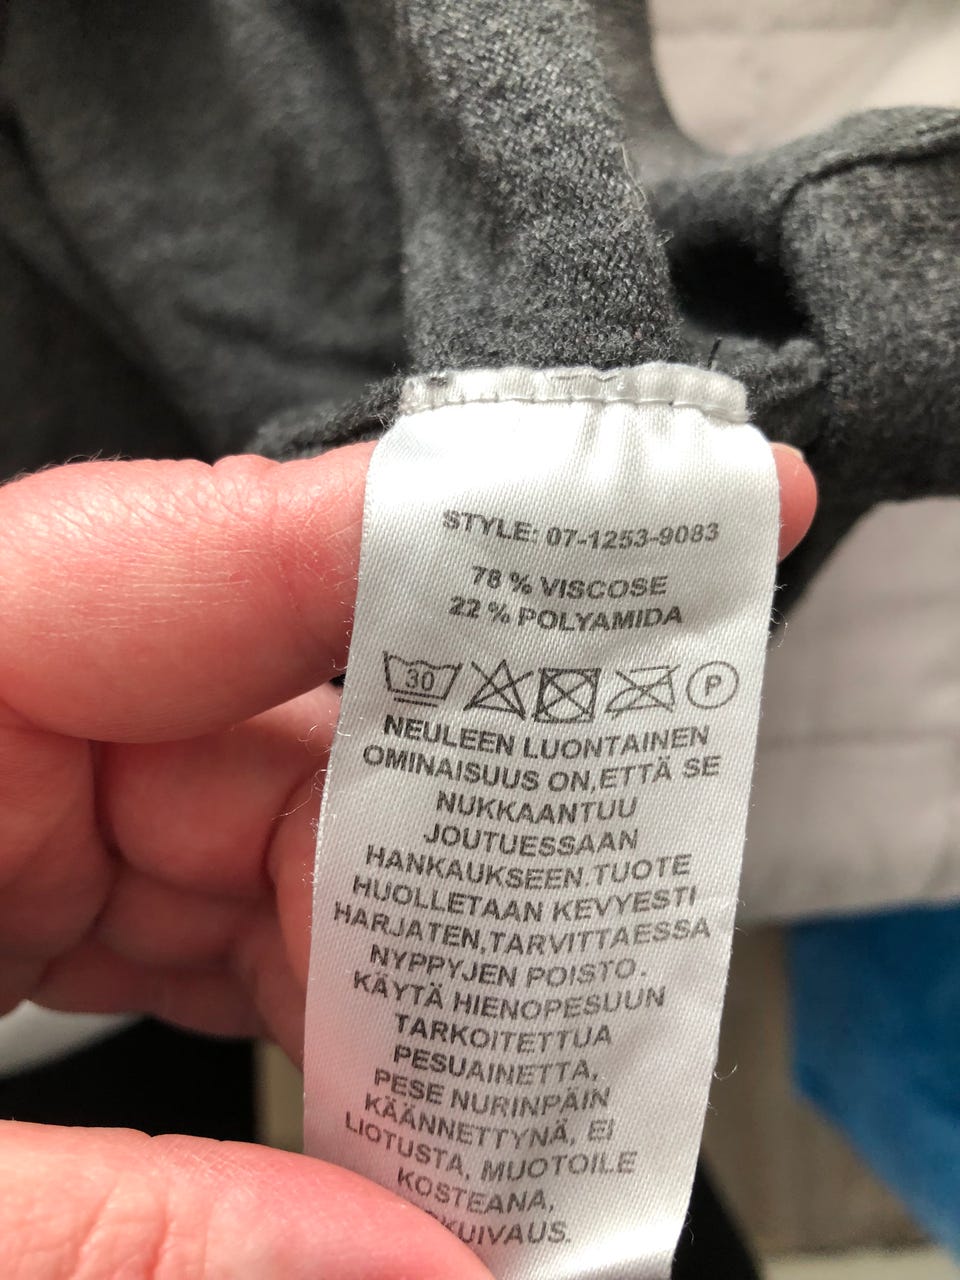 STYLE: 07-1253-9083
78 % VISCOSE
22 % POLYAMIDA
30 P
NEULEEN LUONTAINEN
OMINAISUUS ON,ETTÄ SE
NUKKAANTUU
JOUTUESSAAN
HANKAUKSEEN.TUOTE
HUOLLETAAN KEVYESTI
HARJATEN,TARVITTAESSA
NYPPYJEN POISTO.
KÄYTÄ HIENOPESUUN
TARKOITETTUA
PESUAINETTA,
PESE NURINPÄIN
KÄÄNNETTYNÄ, EI
LIOTUSTA, MUOTOILE
KOSTEANA,
KUIVAUS.